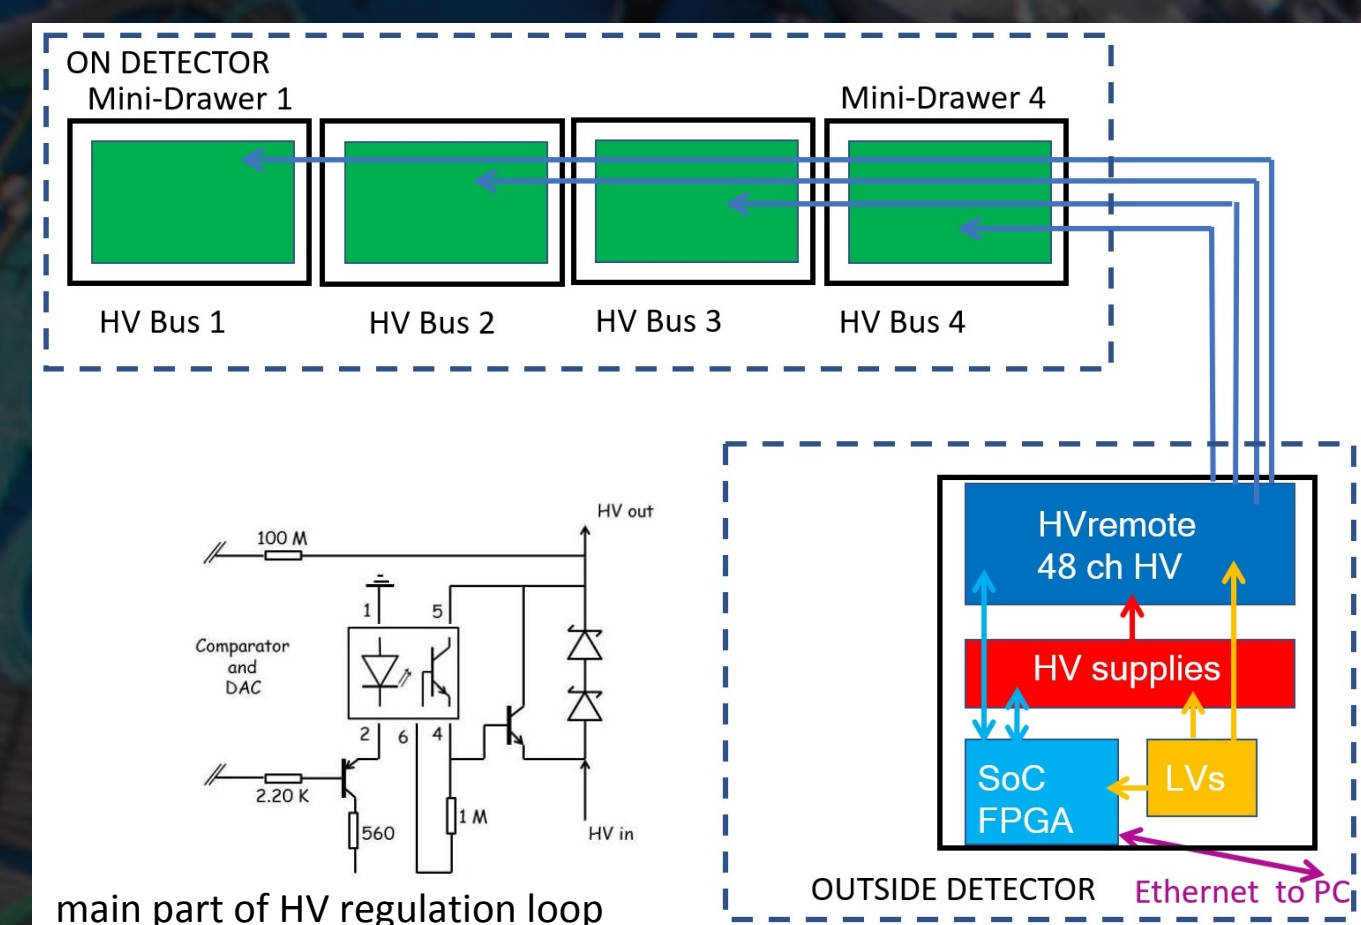 ON DETECTOR
Mini-Drawer 1
Mini-Drawer 4
HV Bus 1
HV Bus 2
HV Bus 3
HV Bus 4
HV out
100 M
1
5
Comparator
and
DAC
2
6
4
2.20 K
560
1 M
HV in
main part of HV regulation loop
HVremote
48 ch HV
HV supplies
SoC
FPGA
LVs
OUTSIDE DETECTOR
Ethernet to PC